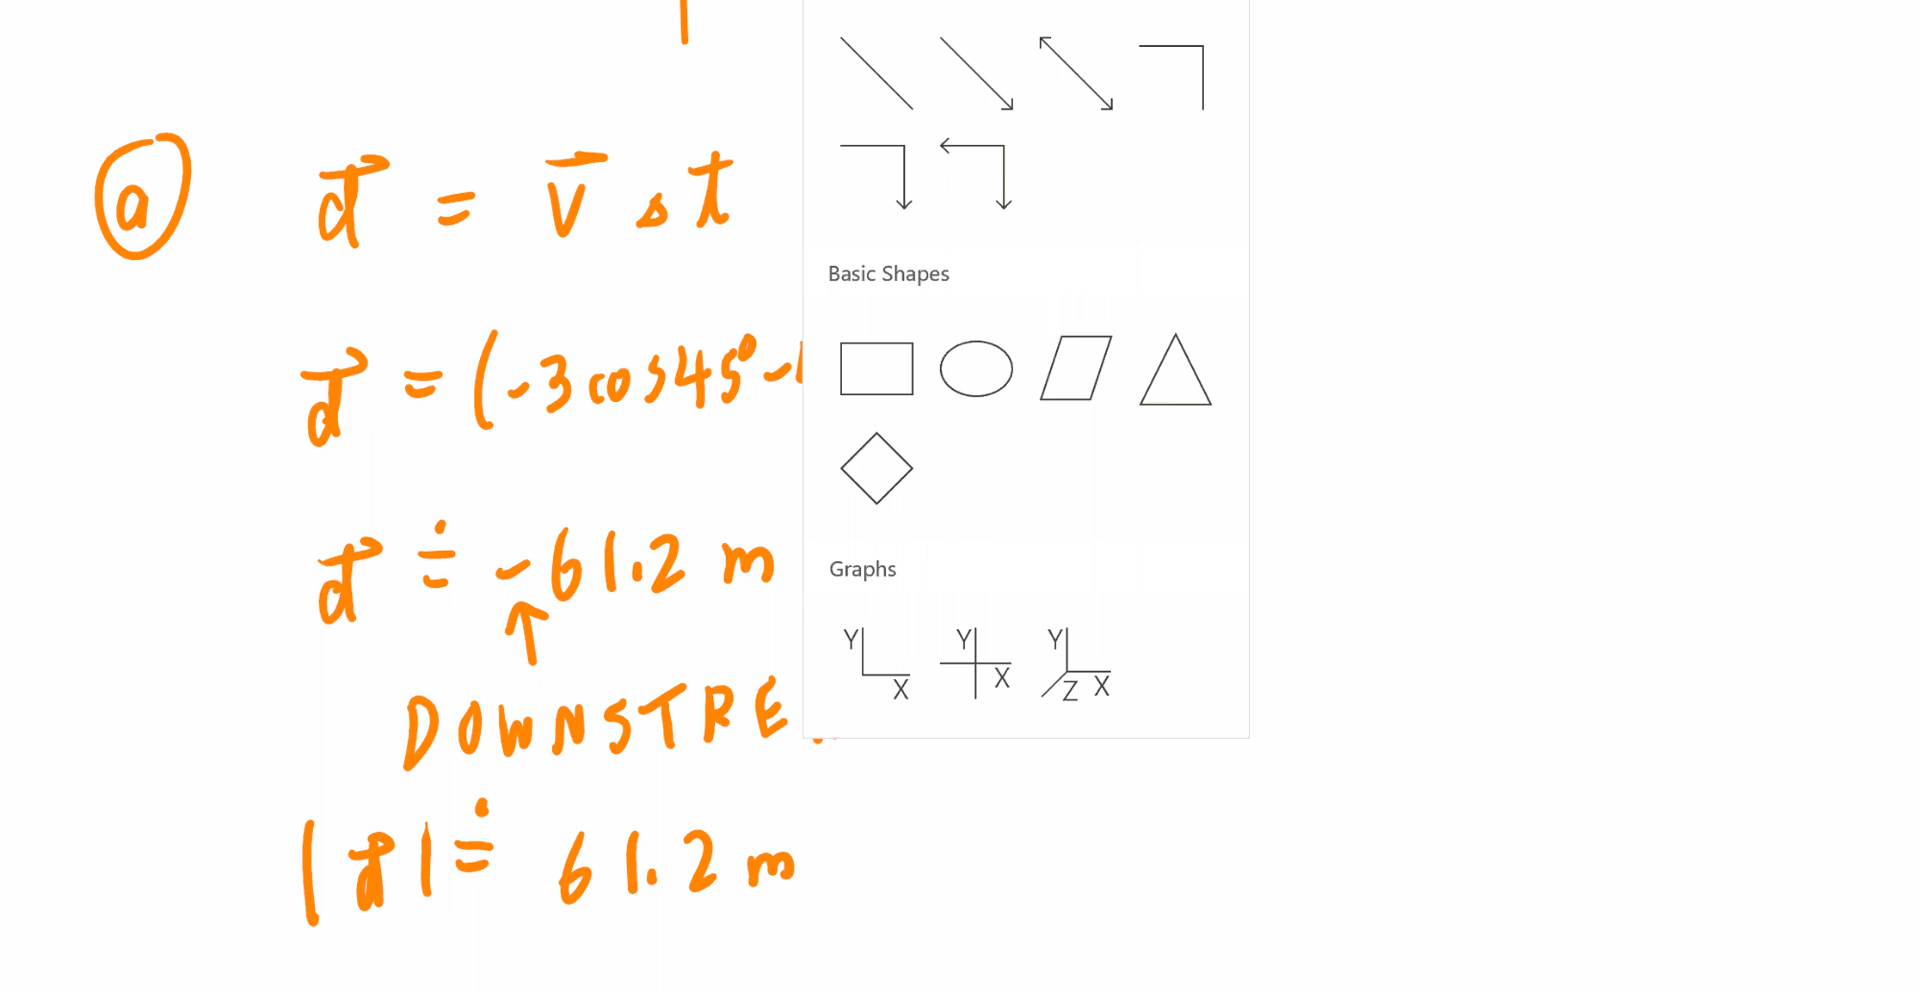 a
d⃗ = v⃗ Δt
d⃗ = (-3cos45° -
d⃗ ≐ -61.2 m
↑
DOWNSTRE
|d⃗| ≐ 61.2 m
Basic Shapes
Graphs
Y X
Y X
Y Z X